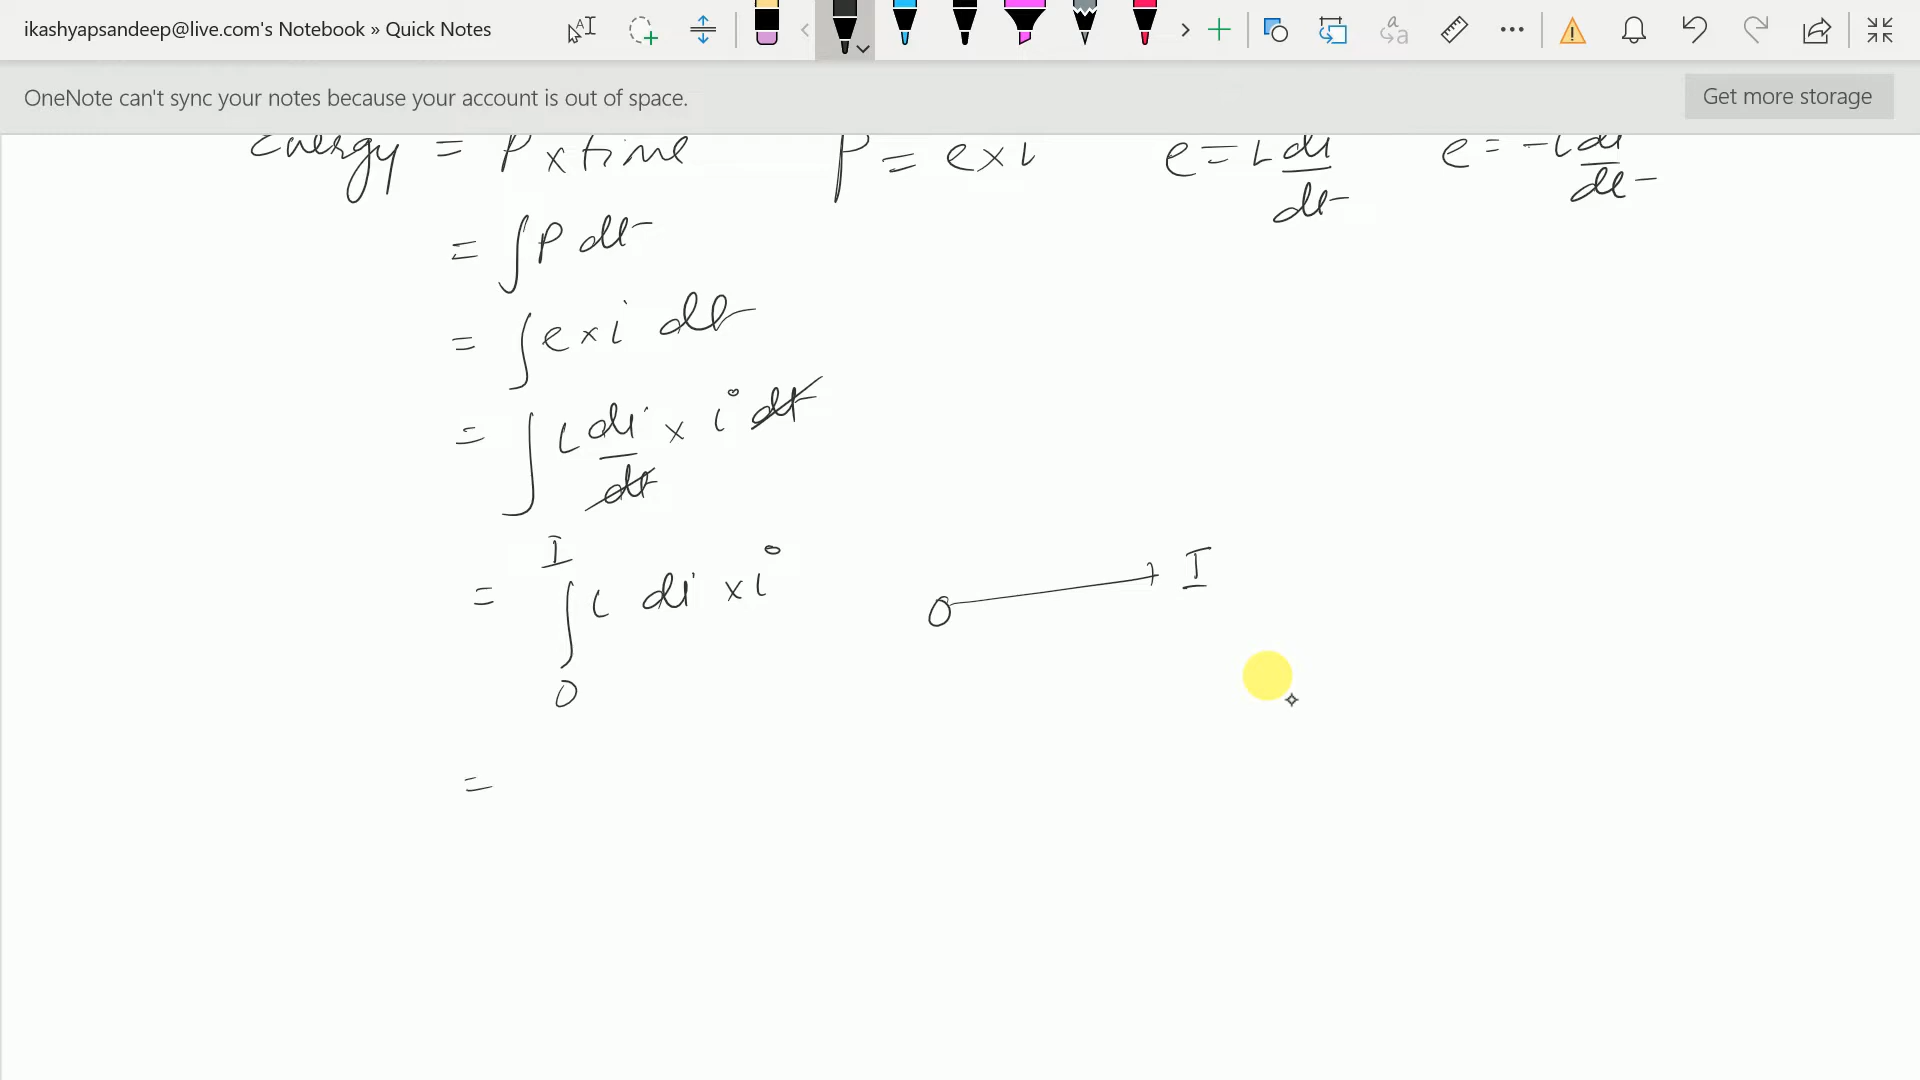 ikashyapsandeep@live.com's Notebook » Quick Notes
OneNote can't sync your notes because your account is out of space.
Get more storage
Energy = P x time P = e x i e = L di/dt e = -L di/dt
= ∫ P dt
= ∫ e x i dt
= ∫ L di/dt x i dt
= ∫₀ᴵ L di x i 0 I
=